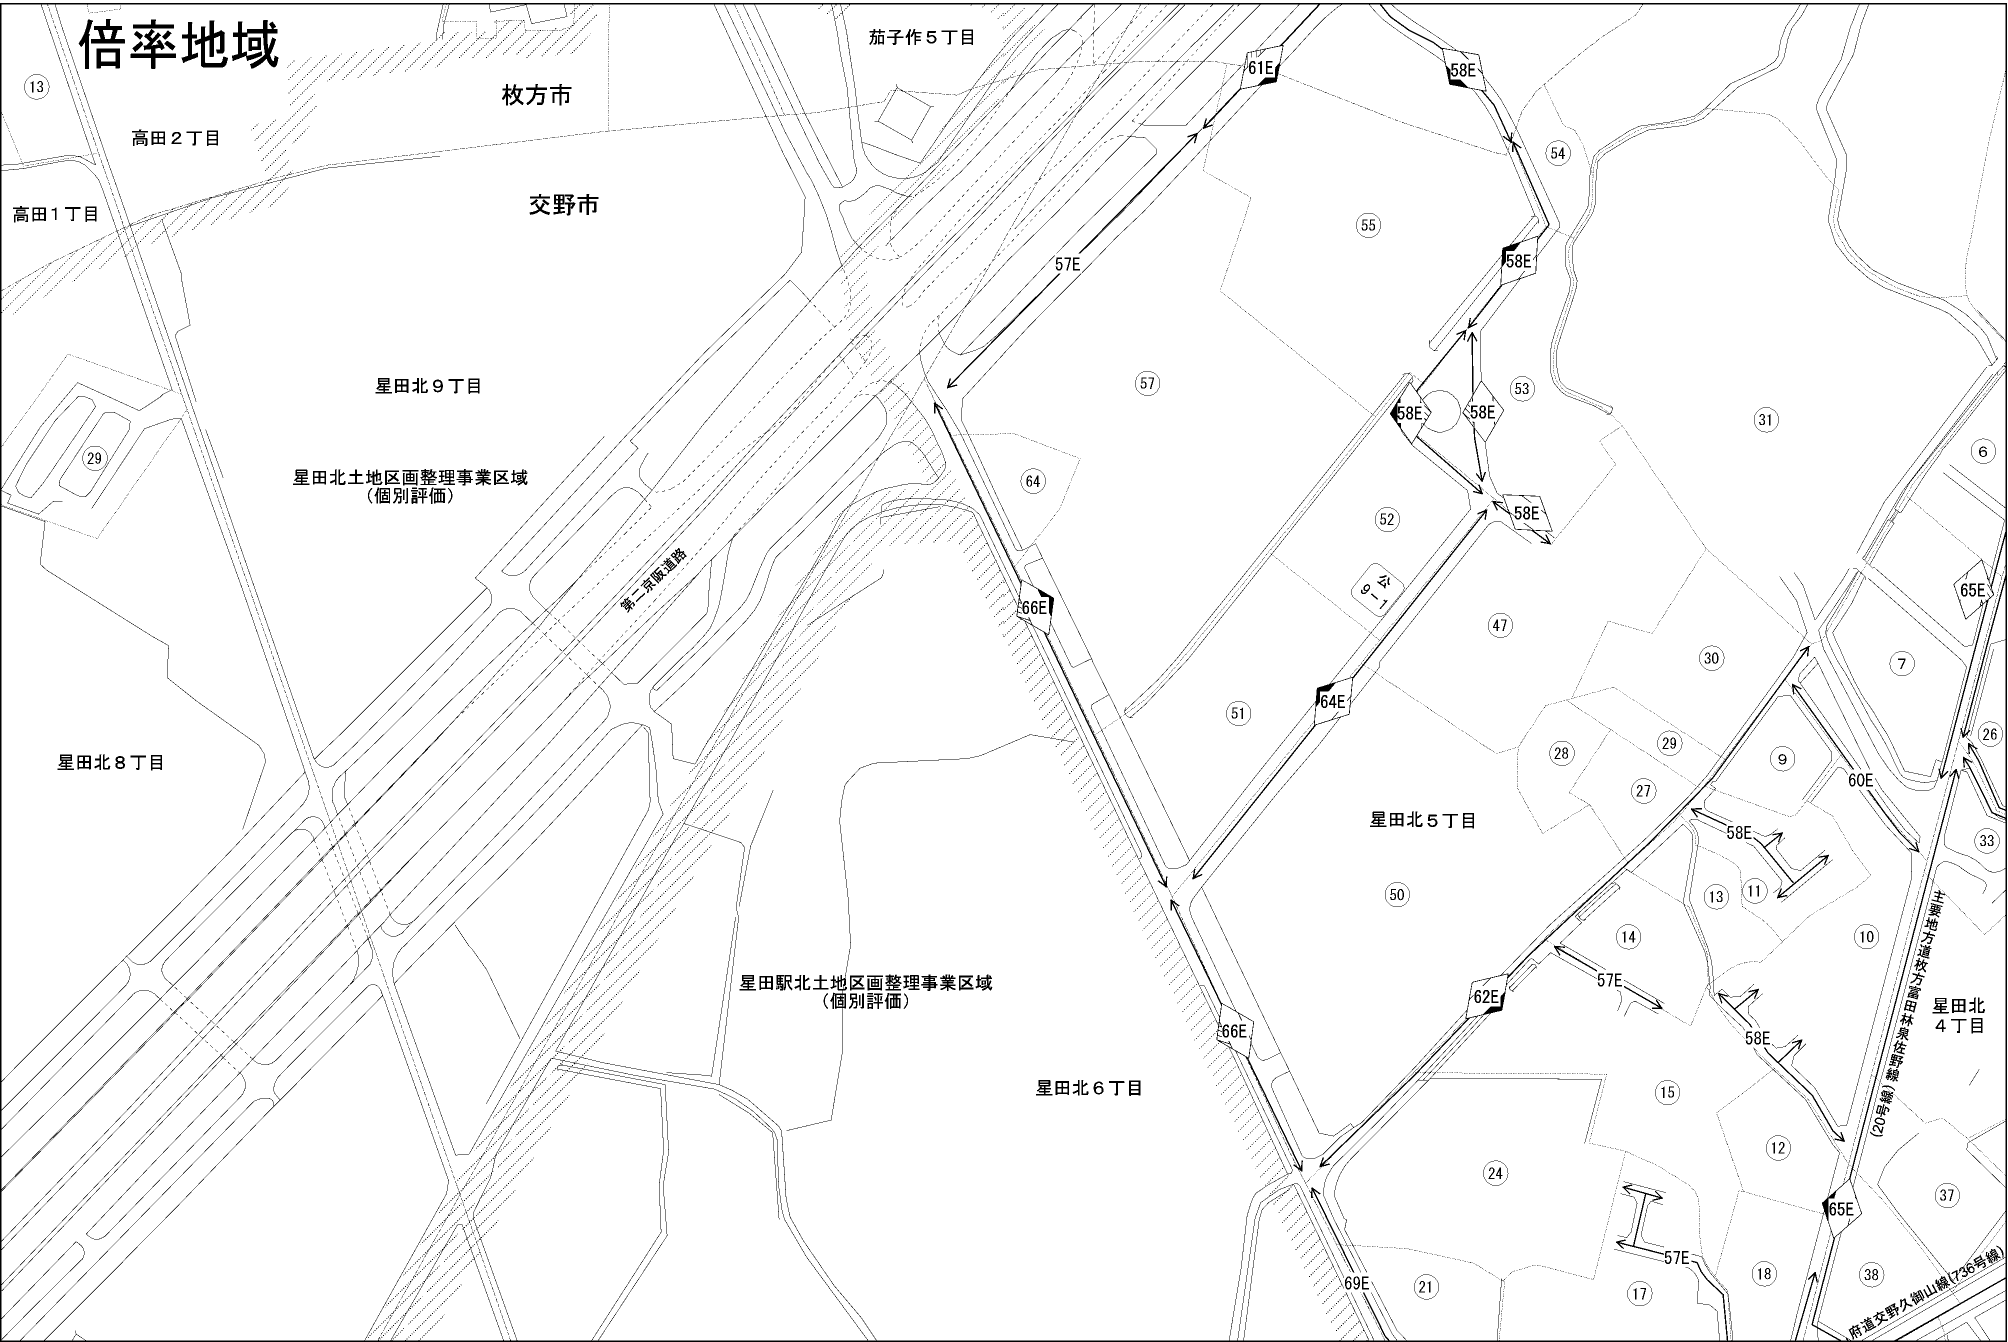 倍率地域
茄子作５丁目
61E
58E
13
枚方市
高田２丁目
54
高田１丁目
交野市
55
58E
57E
星田北９丁目
57
53
58E
58E
31
29
6
星田北土地区画整理事業区域
（個別評価）
64
52
58E
第二京阪道路
公
9－1
65E
66E
47
30
7
64E
51
28
29
26
9
星田北８丁目
27
60E
星田北５丁目
58E
33
50
13
11
主要地方道枚方富田林泉佐野線
(20号線)
14
10
57E
星田駅北土地区画整理事業区域
（個別評価）
62E
星田北
４丁目
66E
58E
星田北６丁目
15
12
24
37
65E
57E
69E
21
17
18
38
府道交野久御山線(736号線)